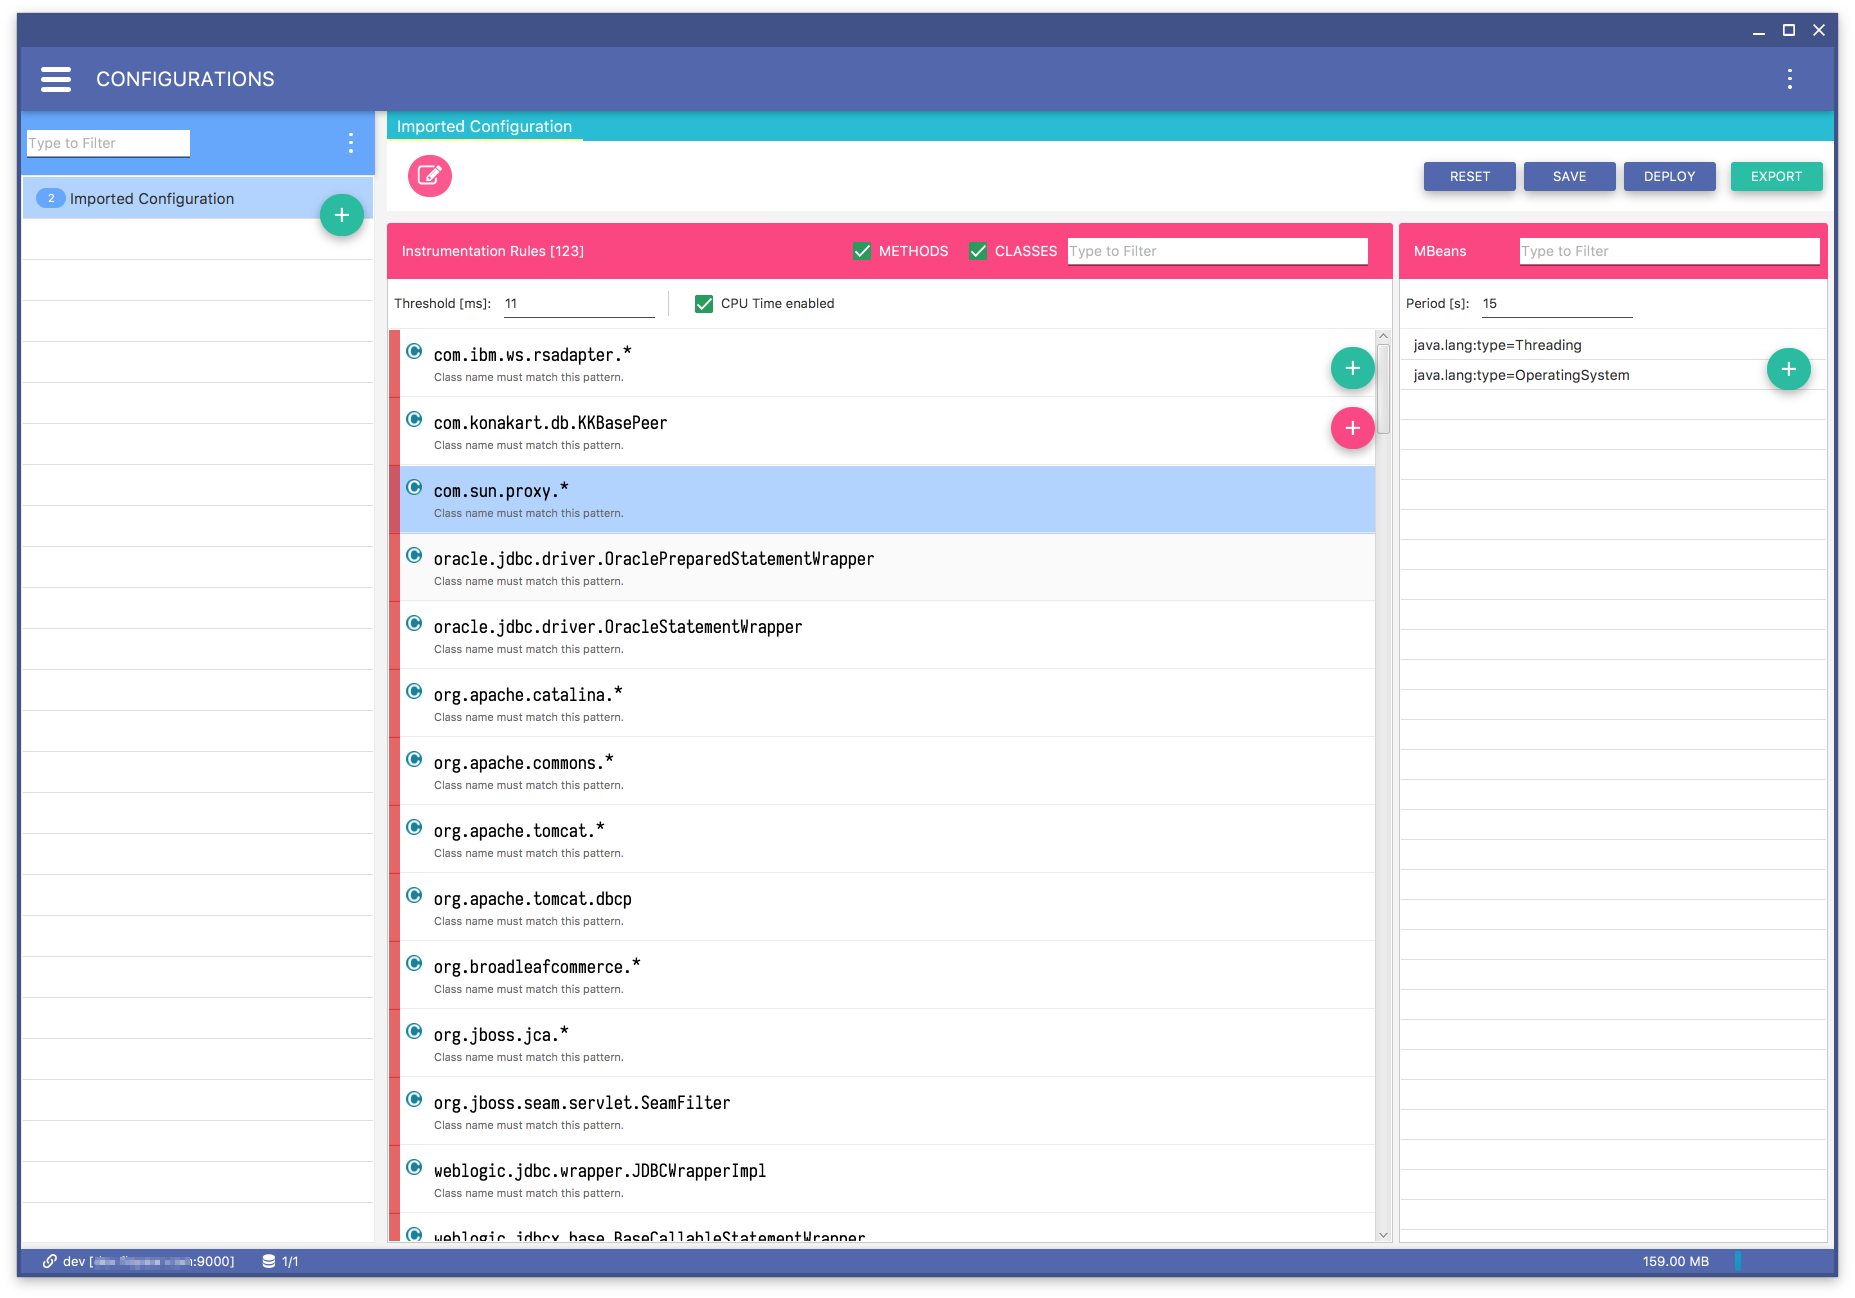 CONFIGURATIONS
Type to Filter
2 Imported Configuration
Imported Configuration
RESET SAVE DEPLOY EXPORT
Instrumentation Rules [123] METHODS CLASSES Type to Filter
Threshold [ms]: 11 CPU Time enabled
com.ibm.ws.rsadapter.*
Class name must match this pattern.
com.konakart.db.KKBasePeer
Class name must match this pattern.
com.sun.proxy.*
Class name must match this pattern.
oracle.jdbc.driver.OraclePreparedStatementWrapper
Class name must match this pattern.
oracle.jdbc.driver.OracleStatementWrapper
Class name must match this pattern.
org.apache.catalina.*
Class name must match this pattern.
org.apache.commons.*
Class name must match this pattern.
org.apache.tomcat.*
Class name must match this pattern.
org.apache.tomcat.dbcp
Class name must match this pattern.
org.broadleafcommerce.*
Class name must match this pattern.
org.jboss.jca.*
Class name must match this pattern.
org.jboss.seam.servlet.SeamFilter
Class name must match this pattern.
weblogic.jdbc.wrapper.JDBCWrapperImpl
Class name must match this pattern.
weblogic.jdbcx.base.BaseCallableStatementWrapper
MBeans Type to Filter
Period [s]: 15
java.lang:type=Threading
java.lang:type=OperatingSystem
dev [ :9000] 1/1
159.00 MB